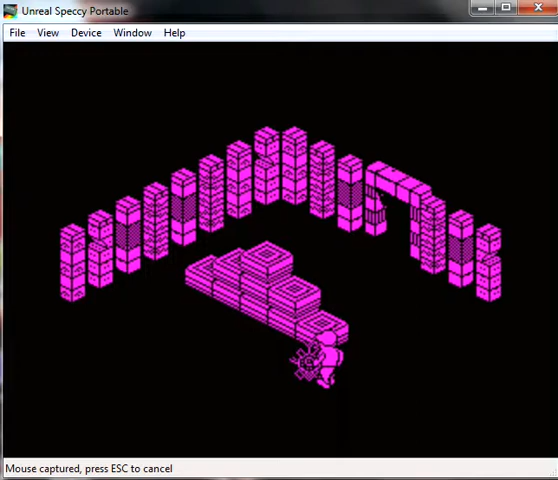 Unreal Speccy Portable
File View Device Window Help
Mouse captured, press ESC to cancel